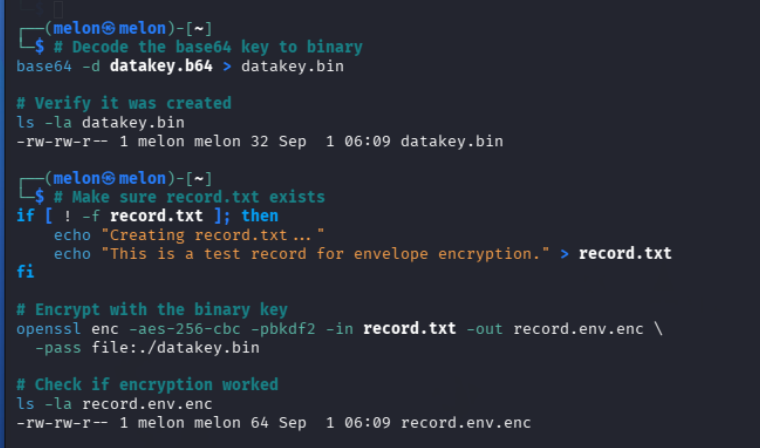 ┌──(melon㉿melon)-[~]
└─$ # Decode the base64 key to binary
base64 -d datakey.b64 > datakey.bin
# Verify it was created
ls -la datakey.bin
-rw-rw-r-- 1 melon melon 32 Sep  1 06:09 datakey.bin
┌──(melon㉿melon)-[~]
└─$ # Make sure record.txt exists
if [ ! -f record.txt ]; then
    echo "Creating record.txt..."
    echo "This is a test record for envelope encryption." > record.txt
fi
# Encrypt with the binary key
openssl enc -aes-256-cbc -pbkdf2 -in record.txt -out record.env.enc \
  -pass file:./datakey.bin
# Check if encryption worked
ls -la record.env.enc
-rw-rw-r-- 1 melon melon 64 Sep  1 06:09 record.env.enc